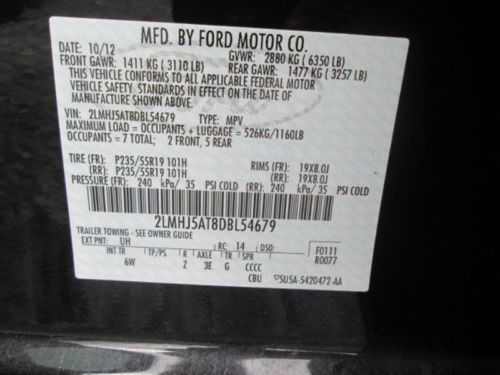 MFD. BY FORD MOTOR CO.
DATE: 10/12 GVWR: 2880 KG ( 6350 LB)
FRONT GAWR: 1411 KG ( 3110 LB) REAR GAWR: 1477 KG ( 3257 LB)
THIS VEHICLE CONFORMS TO ALL APPLICABLE FEDERAL MOTOR
VEHICLE SAFETY STANDARDS IN EFFECT ON THE DATE OF
MANUFACTURE SHOWN ABOVE.
VIN: 2LMHJ5AT8DBL54679 TYPE: MPV
MAXIMUM LOAD = OCCUPANTS + LUGGAGE = 526KG/1160LB
OCCUPANTS = 7 TOTAL; 2 FRONT, 5 REAR
TIRE (FR): P235/55R19 101H RIMS (FR): 19X8.0J
(RR): P235/55R19 101H (RR): 19X8.0J
PRESSURE (FR): 240 kPa/ 35 PSI COLD (RR): 240 kPa/ 35 PSI COLD
2LMHJ5AT8DBL54679
TRAILER TOWING - SEE OWNER GUIDE
EXT PNT: UH RC: 14 DSO: F0111
R0077
INT TR TP/PS R AXLE TR SPR
6W Z 3E G CCCC
CBU 5U5A-5420472-AA